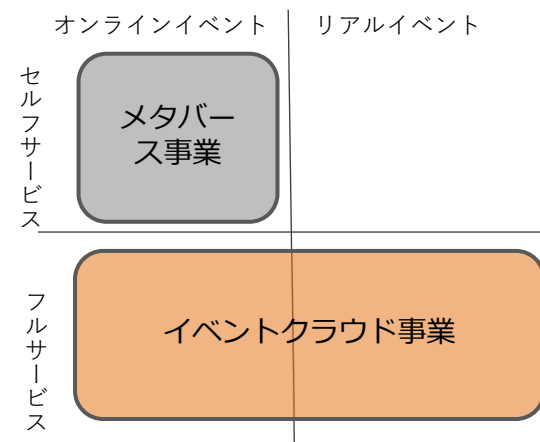 オンラインイベント
リアルイベント
セルフサービス
メタバー
ス事業
フルサービス
イベントクラウド事業